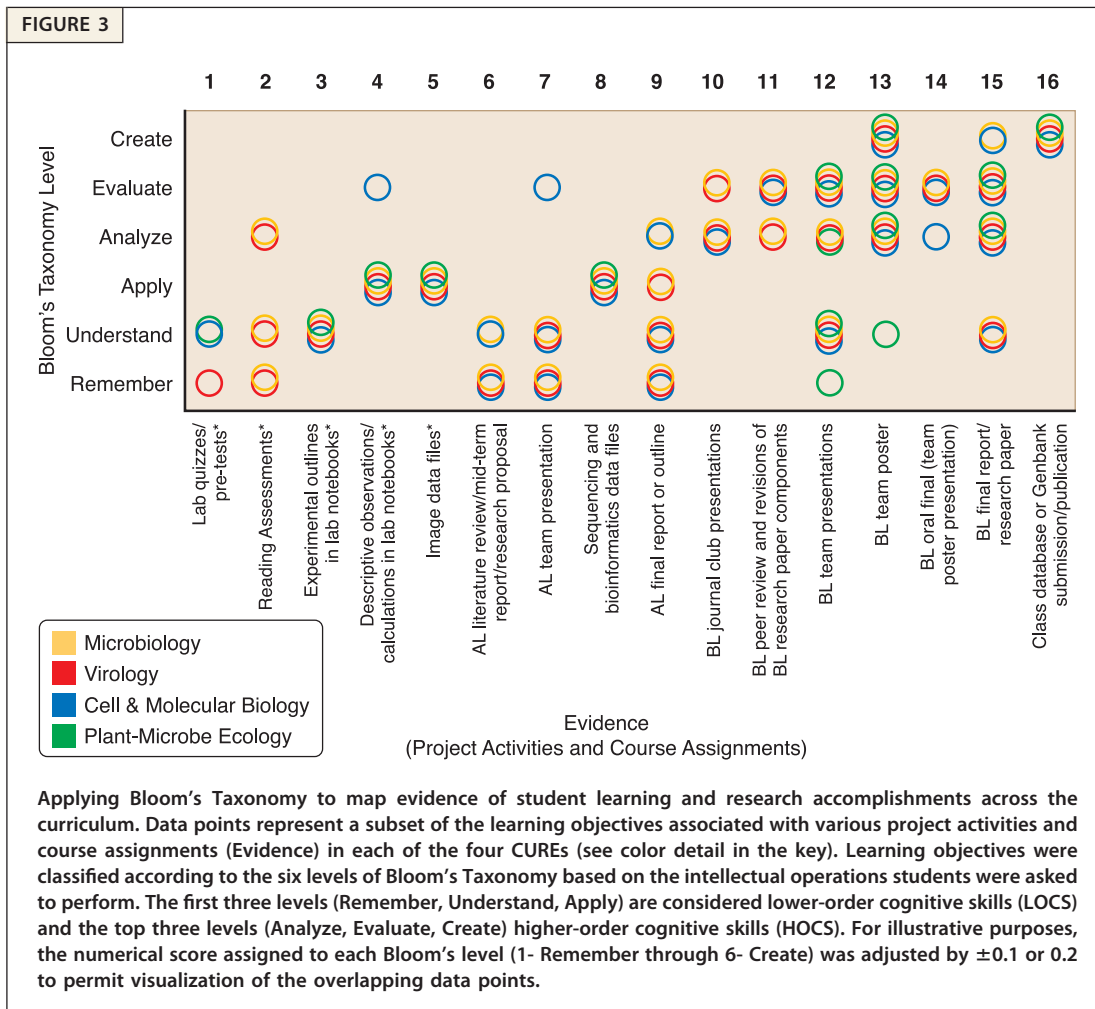 FIGURE 3
1 2 3 4 5 6 7 8 9 10 11 12 13 14 15 16
Bloom's Taxonomy Level
Create
Evaluate
Analyze
Apply
Understand
Remember
Lab quizzes/
pre-tests*
Reading Assessments*
Experimental outlines
in lab notebooks*
Descriptive observations/
calculations in lab notebooks*
Image data files*
AL literature review/mid-term
report/research proposal
AL team presentation
Sequencing and
bioinformatics data files
AL final report or outline
BL journal club presentations
BL peer review and revisions of
BL research paper components
BL team presentations
BL team poster
BL oral final (team
poster presentation)
BL final report/
research paper
Class database or Genbank
submission/publication
Microbiology
Virology
Cell & Molecular Biology
Plant-Microbe Ecology
Evidence
(Project Activities and Course Assignments)
Applying Bloom's Taxonomy to map evidence of student learning and research accomplishments across the
curriculum. Data points represent a subset of the learning objectives associated with various project activities and
course assignments (Evidence) in each of the four CUREs (see color detail in the key). Learning objectives were
classified according to the six levels of Bloom's Taxonomy based on the intellectual operations students were asked
to perform. The first three levels (Remember, Understand, Apply) are considered lower-order cognitive skills (LOCS)
and the top three levels (Analyze, Evaluate, Create) higher-order cognitive skills (HOCS). For illustrative purposes,
the numerical score assigned to each Bloom's level (1- Remember through 6- Create) was adjusted by ±0.1 or 0.2
to permit visualization of the overlapping data points.